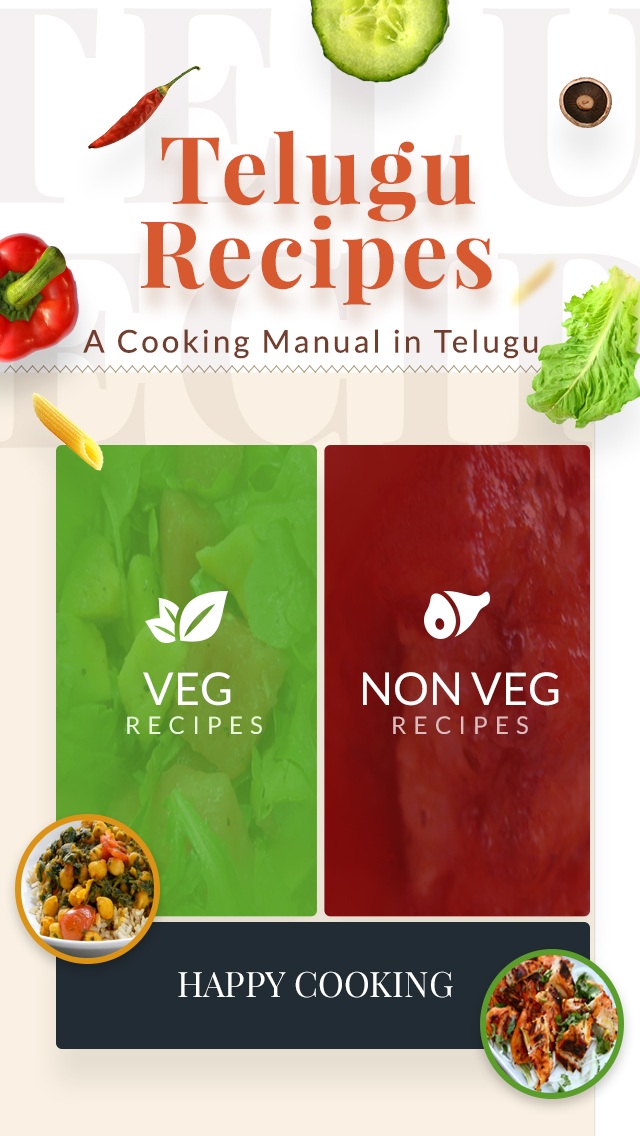 Telugu
Recipes
A Cooking Manual in Telugu
VEG
RECIPES
NON VEG
RECIPES
HAPPY COOKING